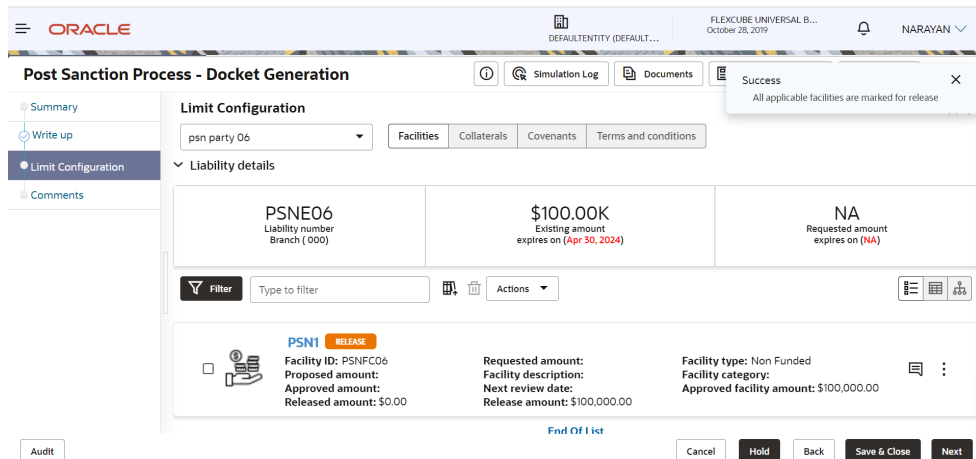 ORACLE
DEFAULTENTITY (DEFAULT...
FLEXCUBE UNIVERSAL B...
October 28, 2019
NARAYAN
Post Sanction Process - Docket Generation
Simulation Log
Documents
Success
All applicable facilities are marked for release
Summary
Write up
Limit Configuration
Comments
Limit Configuration
psn party 06
Facilities
Collaterals
Covenants
Terms and conditions
Liability details
PSNE06
Liability number
Branch ( 000)
$100.00K
Existing amount
expires on (Apr 30, 2024)
NA
Requested amount
expires on (NA)
Filter
Type to filter
Actions
PSN1 RELEASE
Facility ID: PSNFC06
Proposed amount:
Approved amount:
Released amount: $0.00
Requested amount:
Facility description:
Next review date:
Release amount: $100,000.00
Facility type: Non Funded
Facility category:
Approved facility amount: $100,000.00
End Of List
Audit
Cancel
Hold
Back
Save & Close
Next